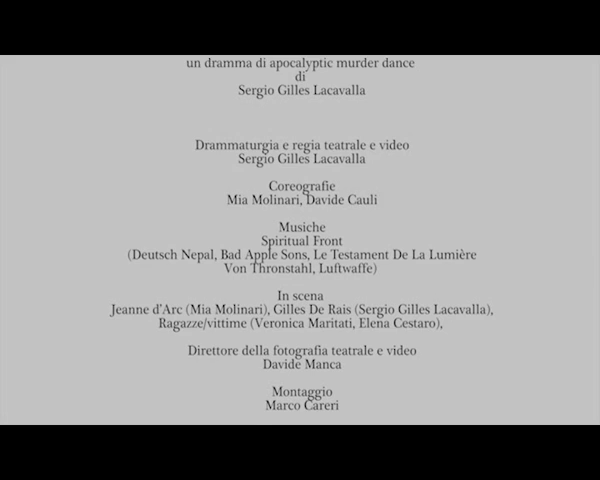 un dramma di apocalyptic murder dance
di
Sergio Gilles Lacavalla
Drammaturgia e regia teatrale e video
Sergio Gilles Lacavalla
Coreografie
Mia Molinari, Davide Cauli
Musiche
Spiritual Front
(Deutsch Nepal, Bad Apple Sons, Le Testament De La Lumière
Von Thronstahl, Luftwaffe)
In scena
Jeanne d'Arc (Mia Molinari), Gilles De Rais (Sergio Gilles Lacavalla),
Ragazze/vittime (Veronica Maritati, Elena Cestaro),
Direttore della fotografia teatrale e video
Davide Manca
Montaggio
Marco Careri